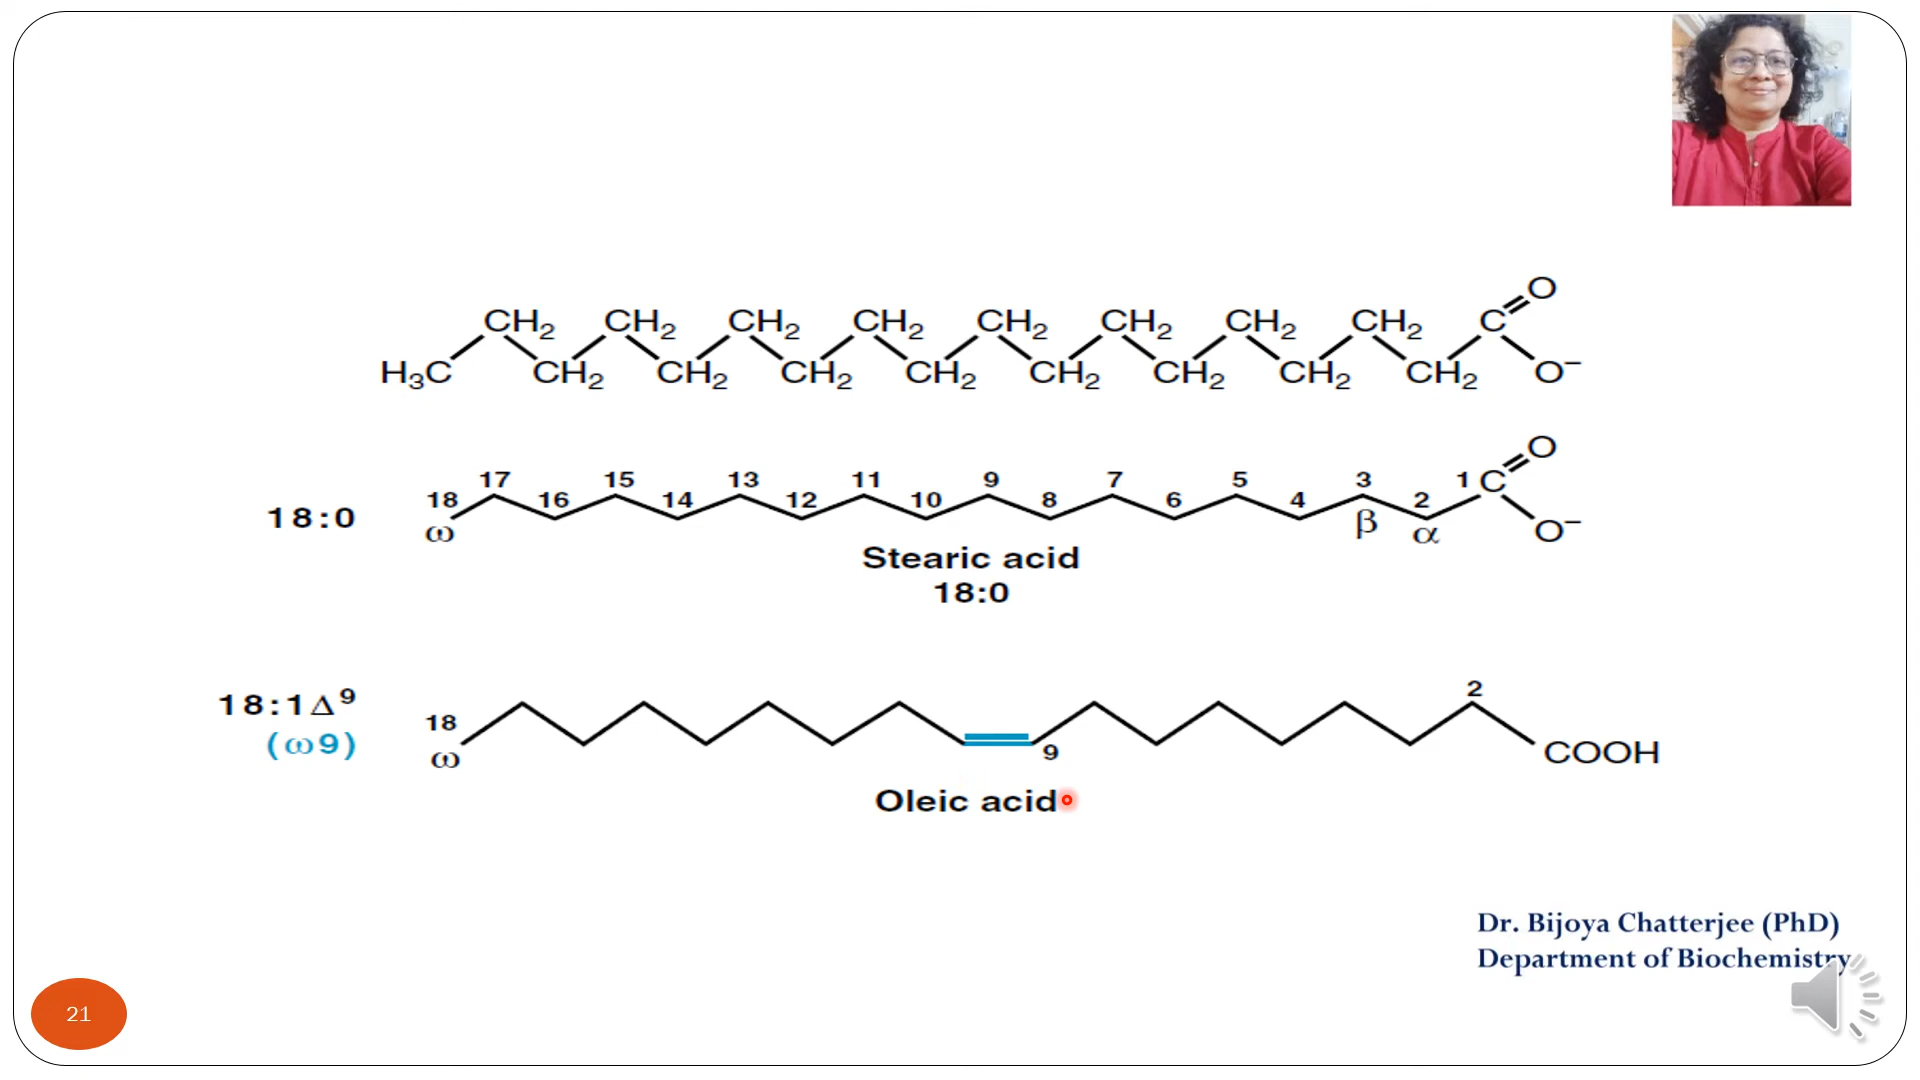 CH₂ CH₂ CH₂ CH₂ CH₂ CH₂ CH₂ CH₂ C O
H₃C CH₂ CH₂ CH₂ CH₂ CH₂ CH₂ CH₂ CH₂ O⁻
18:0 18 17 16 15 14 13 12 11 10 9 8 7 6 5 4 3 2 1 C O
ω β α O⁻
Stearic acid
18:0
18:1Δ⁹ 18 2
(ω9) ω 9 COOH
Oleic acid
Dr. Bijoya Chatterjee (PhD)
Department of Biochemistry
21